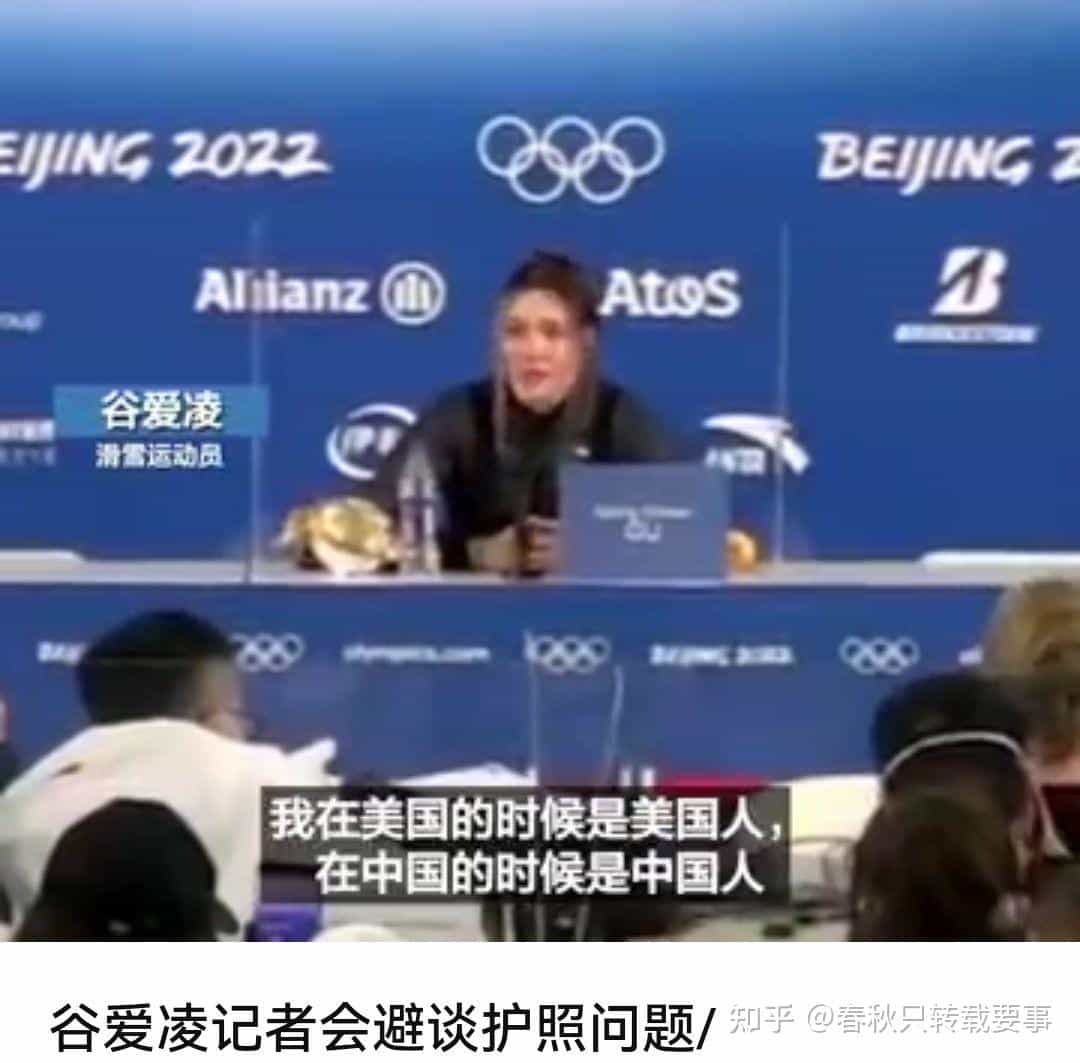 EIJING 2022
BEIJING 2
Allianz
AtoS
谷爱凌
滑雪运动员
olympics.com
BEIJING 2022
我在美国的时候是美国人，
在中国的时候是中国人
谷爱凌记者会避谈护照问题/
知乎 @春秋只转载要事